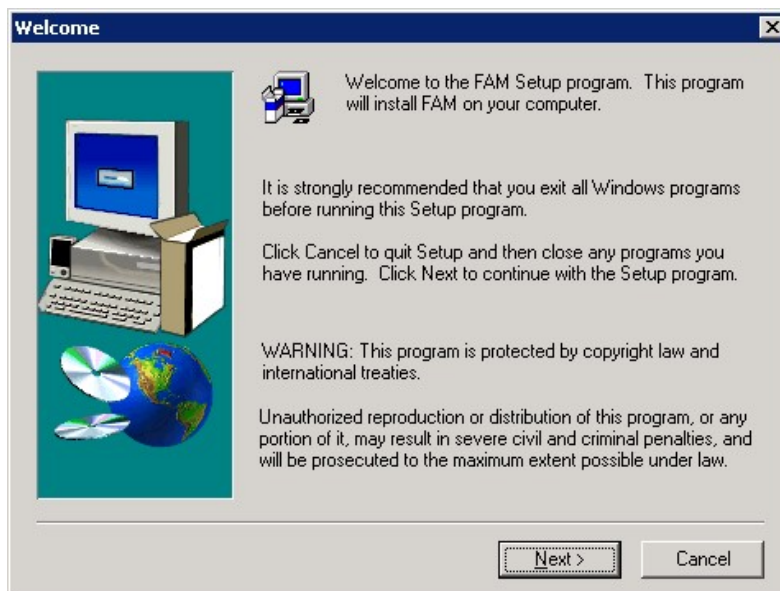 Welcome
Welcome to the FAM Setup program. This program
will install FAM on your computer.
It is strongly recommended that you exit all Windows programs
before running this Setup program.
Click Cancel to quit Setup and then close any programs you
have running. Click Next to continue with the Setup program.
WARNING: This program is protected by copyright law and
international treaties.
Unauthorized reproduction or distribution of this program, or any
portion of it, may result in severe civil and criminal penalties, and
will be prosecuted to the maximum extent possible under law.
Next > Cancel